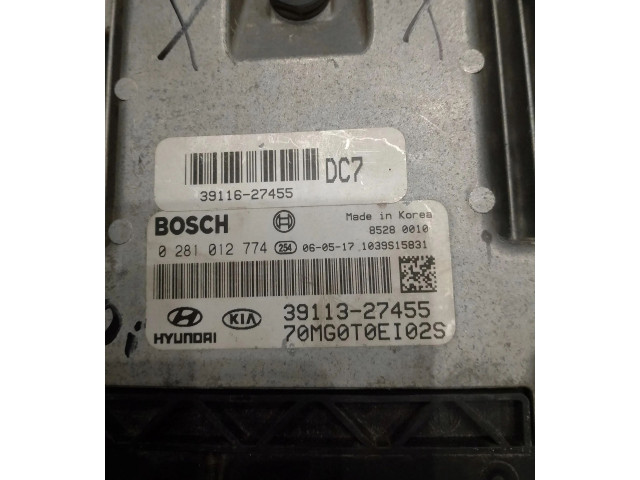 DC7
39116-27455
BOSCH
Made in Korea
8528 0010
0 281 012 774 254 06-05-17 1039S15831
39113-27455
HYUNDAI KIA 70MG0T0EI02S